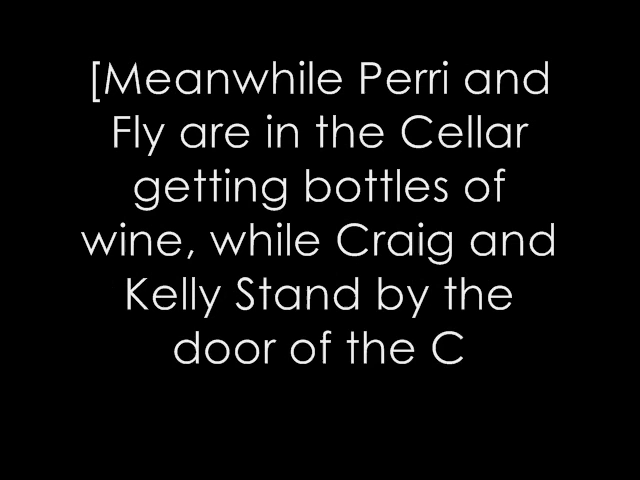 [Meanwhile Perri and
Fly are in the Cellar
getting bottles of
wine, while Craig and
Kelly Stand by the
door of the C